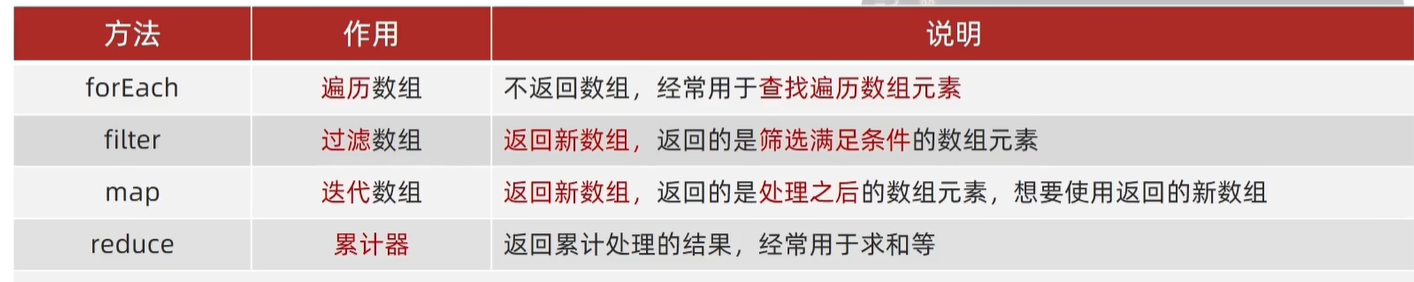 方法 作用 说明
forEach 遍历数组 不返回数组，经常用于查找遍历数组元素
filter 过滤数组 返回新数组，返回的是筛选满足条件的数组元素
map 迭代数组 返回新数组，返回的是处理之后的数组元素，想要使用返回的新数组
reduce 累计器 返回累计处理的结果，经常用于求和等